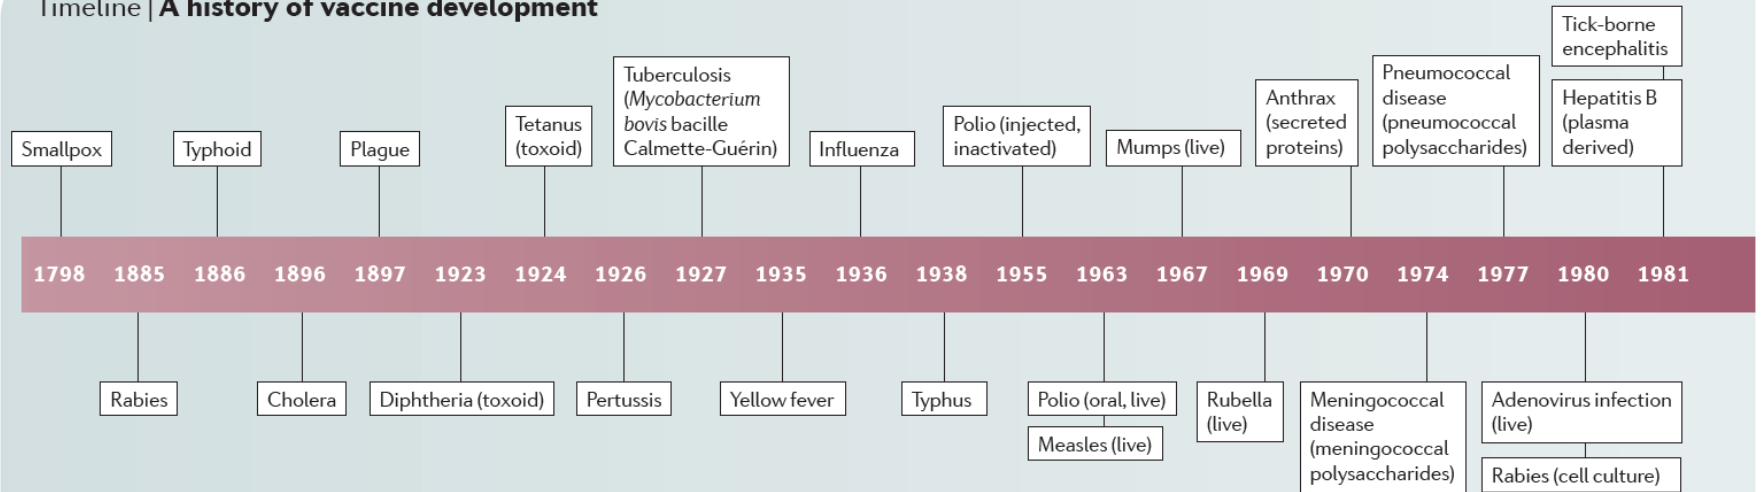 Timeline | A history of vaccine development
Smallpox
Typhoid
Plague
Tetanus
(toxoid)
Tuberculosis
(Mycobacterium
bovis bacille
Calmette-Guérin)
Influenza
Polio (injected,
inactivated)
Mumps (live)
Anthrax
(secreted
proteins)
Pneumococcal
disease
(pneumococcal
polysaccharides)
Tick-borne
encephalitis
Hepatitis B
(plasma
derived)
1798 1885 1886 1896 1897 1923 1924 1926 1927 1935 1936 1938 1955 1963 1967 1969 1970 1974 1977 1980 1981
Rabies
Cholera
Diphtheria (toxoid)
Pertussis
Yellow fever
Typhus
Polio (oral, live)
Measles (live)
Rubella
(live)
Meningococcal
disease
(meningococcal
polysaccharides)
Adenovirus infection
(live)
Rabies (cell culture)